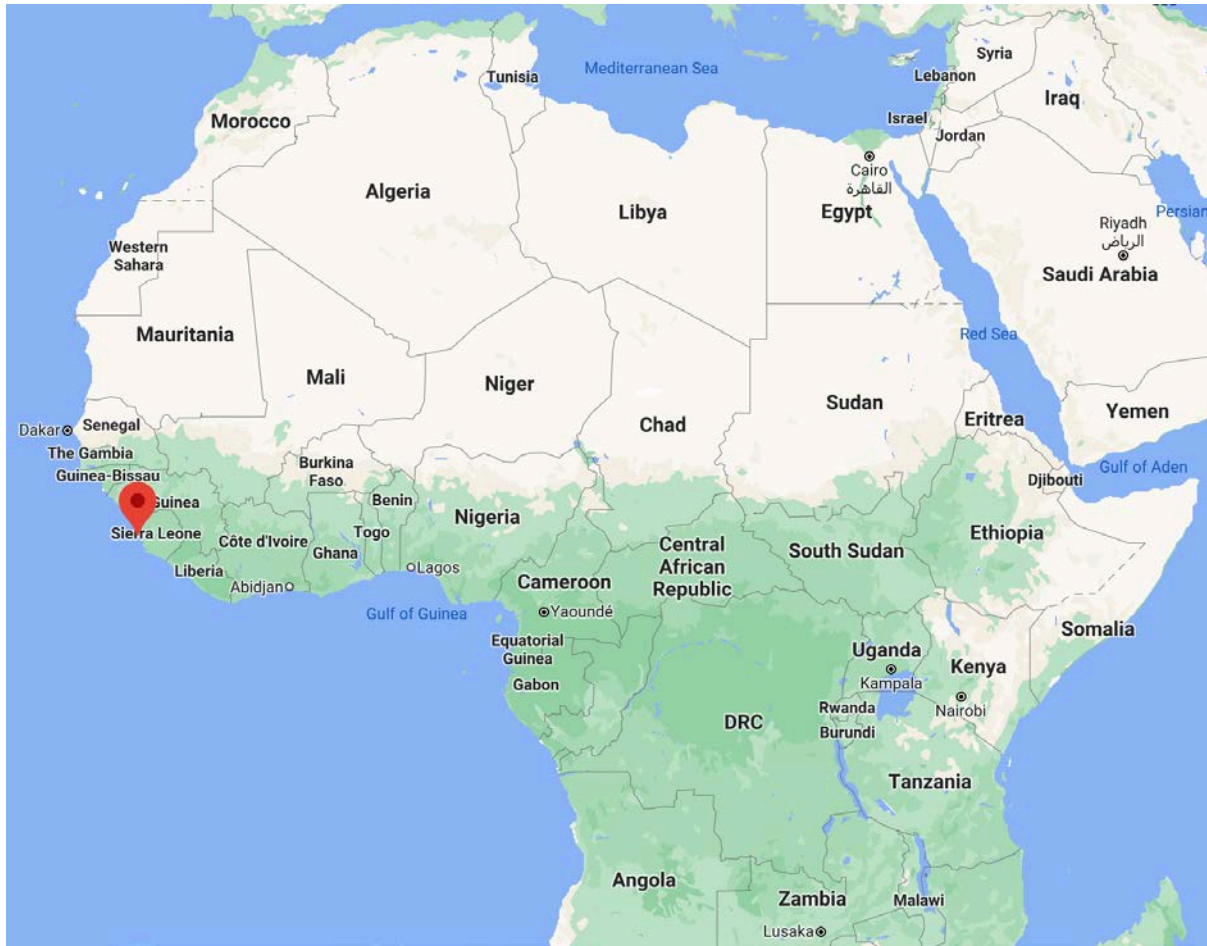 Syria
Mediterranean Sea
Tunisia
Lebanon
Iraq
Morocco
Israel
Jordan
Cairo
القاهرة
Algeria
Libya
Egypt
Persian
Riyadh
الرياض
Western
Sahara
Saudi Arabia
Mauritania
Red Sea
Mali
Niger
Sudan
Chad
Eritrea
Yemen
Dakar
Senegal
The Gambia
Burkina
Faso
Gulf of Aden
Guinea-Bissau
Djibouti
Guinea
Benin
Nigeria
Sierra Leone
Togo
Côte d'Ivoire
Ghana
Central
African
Republic
South Sudan
Ethiopia
Liberia
Abidjan
Lagos
Cameroon
Gulf of Guinea
Yaoundé
Somalia
Equatorial
Guinea
Uganda
Kenya
Gabon
Kampala
Nairobi
Rwanda
DRC
Burundi
Tanzania
Angola
Zambia
Malawi
Lusaka